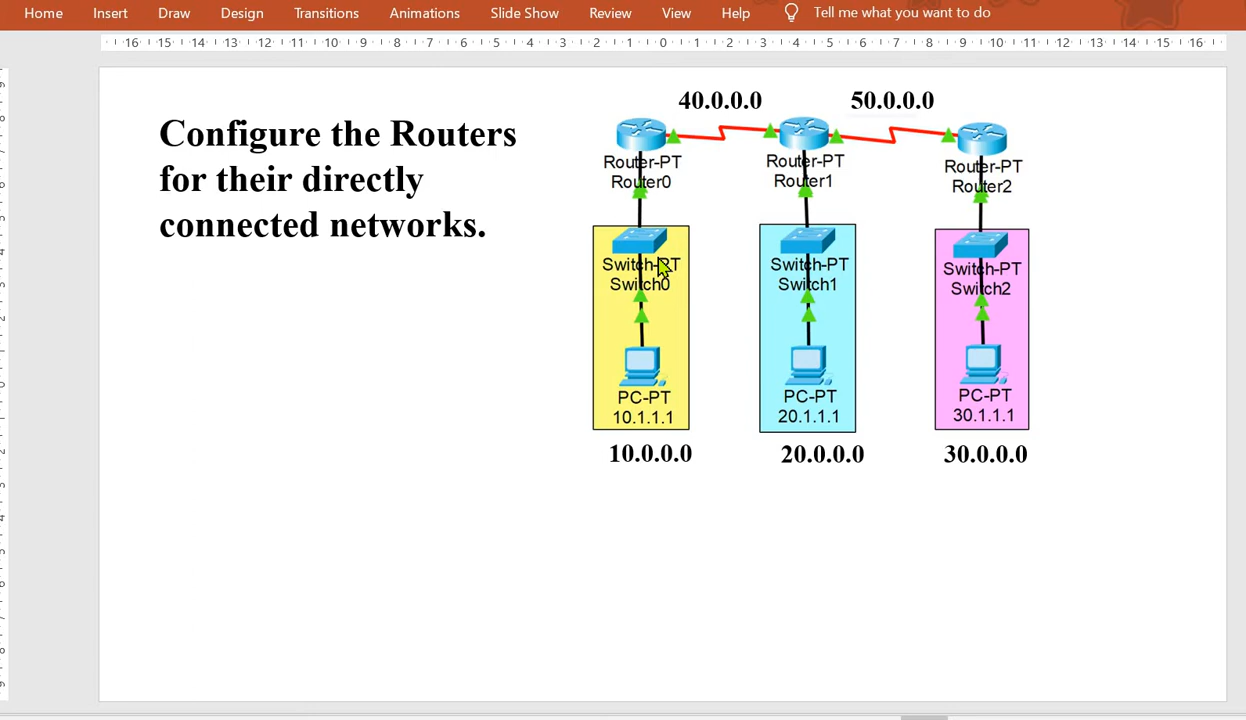 Home Insert Draw Design Transitions Animations Slide Show Review View Help Tell me what you want to do
16 15 14 13 12 11 10 9 8 7 6 5 4 3 2 1 0 1 2 3 4 5 6 7 8 9 10 11 12 13 14 15 16
Configure the Routers
for their directly
connected networks.
40.0.0.0
50.0.0.0
Router-PT
Router0
Router-PT
Router1
Router-PT
Router2
Switch-PT
Switch0
Switch-PT
Switch1
Switch-PT
Switch2
PC-PT
10.1.1.1
PC-PT
20.1.1.1
PC-PT
30.1.1.1
10.0.0.0
20.0.0.0
30.0.0.0